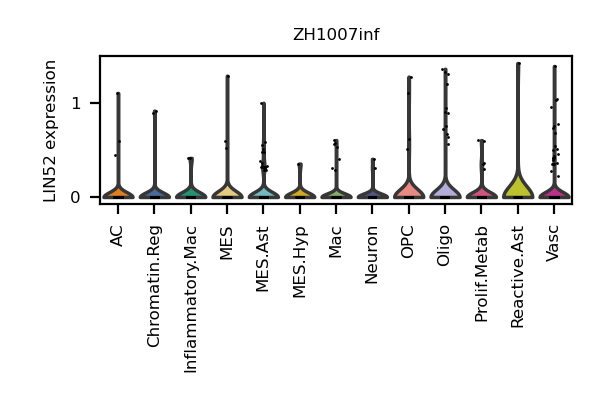 ZH1007inf
LIN52 expression
1
0
AC
Chromatin.Reg
Inflammatory.Mac
MES
MES.Ast
MES.Hyp
Mac
Neuron
OPC
Oligo
Prolif.Metab
Reactive.Ast
Vasc